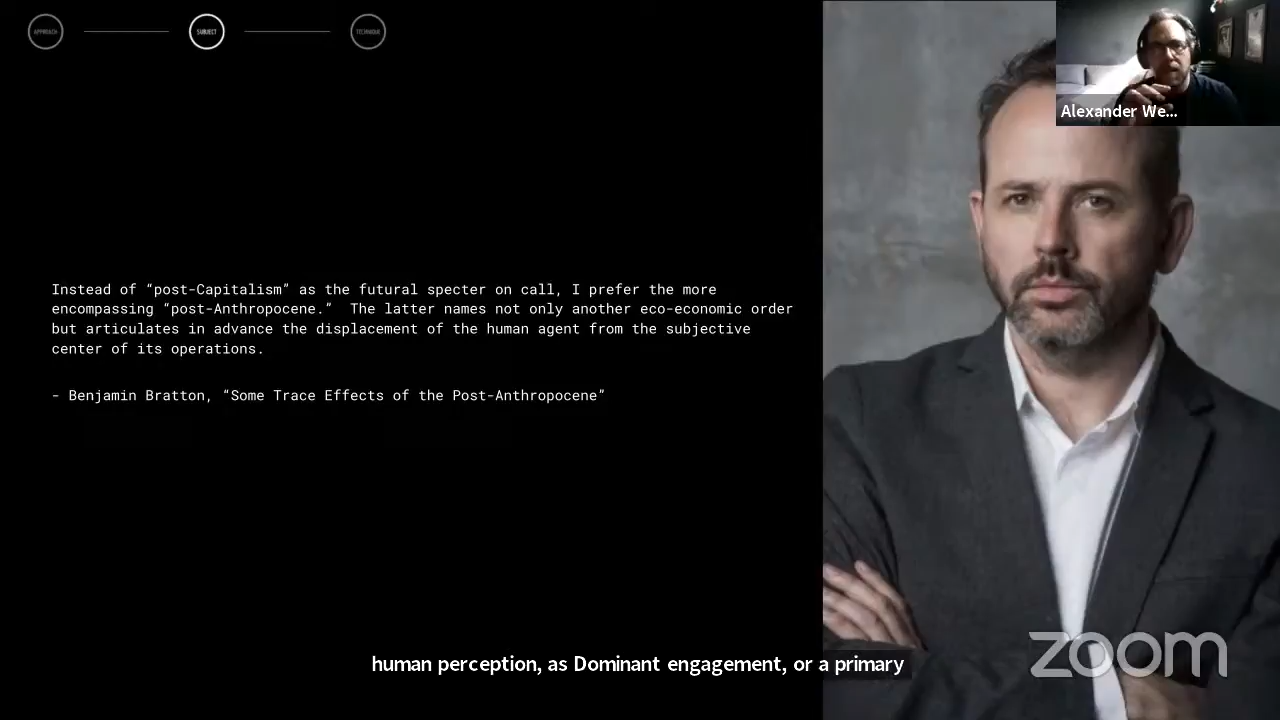 APPROACH
SUBJECT
TECHNIQUE
Alexander We...
Instead of “post-Capitalism” as the futural specter on call, I prefer the more
encompassing “post-Anthropocene.”  The latter names not only another eco-economic order
but articulates in advance the displacement of the human agent from the subjective
center of its operations.
– Benjamin Bratton, “Some Trace Effects of the Post-Anthropocene”
zoom
human perception, as Dominant engagement, or a primary